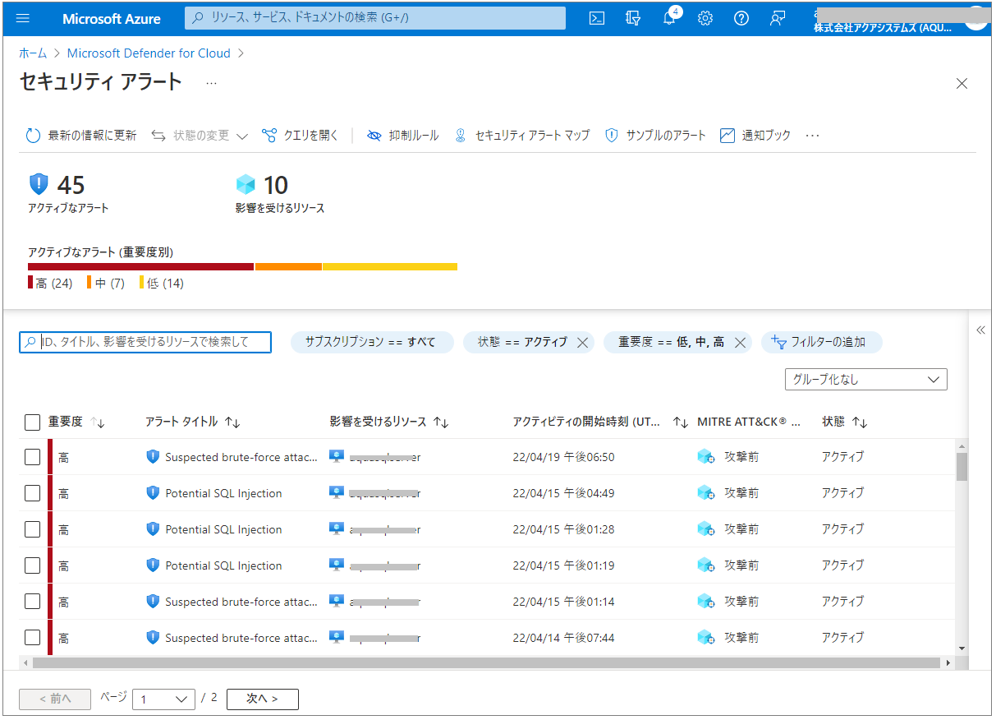 Microsoft Azure
リソース、サービス、ドキュメントの検索 (G+/)
4
株式会社アクアシステムズ (AQU...
ホーム > Microsoft Defender for Cloud >
セキュリティ アラート ...
最新の情報に更新 状態の変更 クエリを開く 抑制ルール セキュリティ アラート マップ サンプルのアラート 通知ブック ...
45
アクティブなアラート
10
影響を受けるリソース
アクティブなアラート (重要度別)
高 (24) 中 (7) 低 (14)
ID、タイトル、影響を受けるリソースで検索して
サブスクリプション == すべて 状態 == アクティブ 重要度 == 低, 中, 高 フィルターの追加
グループ化なし
重要度 アラート タイトル 影響を受けるリソース アクティビティの開始時刻 (UT... MITRE ATT&CK® ... 状態
高 Suspected brute-force attac... 22/04/19 午後06:50 攻撃前 アクティブ
高 Potential SQL Injection 22/04/15 午後04:49 攻撃前 アクティブ
高 Potential SQL Injection 22/04/15 午後01:28 攻撃前 アクティブ
高 Potential SQL Injection 22/04/15 午後01:19 攻撃前 アクティブ
高 Suspected brute-force attac... 22/04/15 午後01:14 攻撃前 アクティブ
高 Suspected brute-force attac... 22/04/14 午後07:44 攻撃前 アクティブ
< 前へ ページ 1 / 2 次へ >